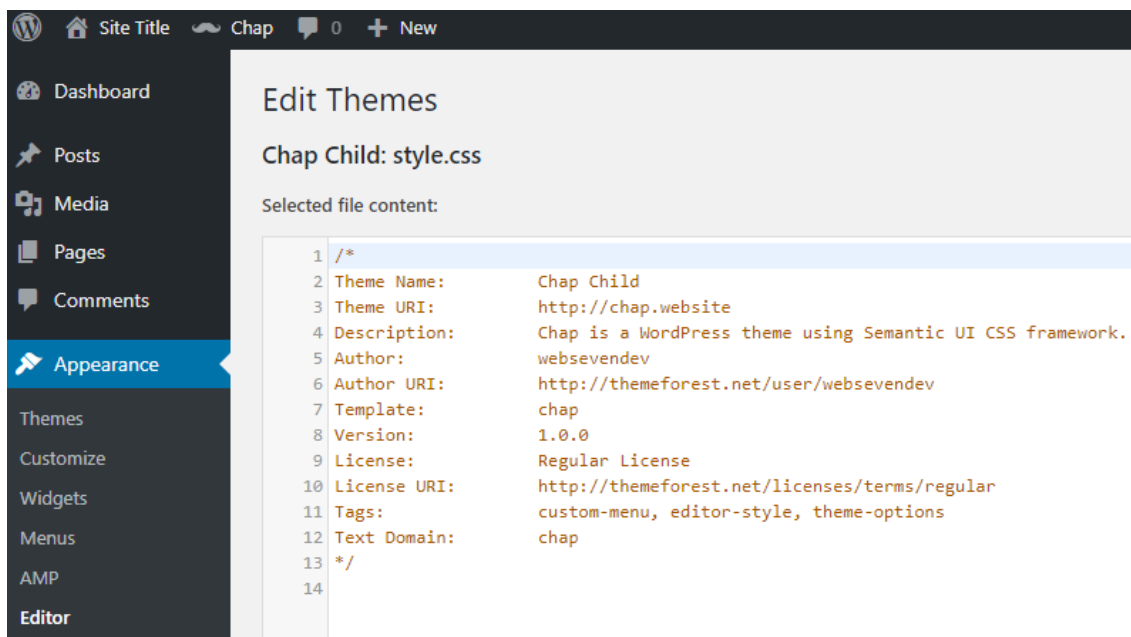 Site Title Chap 0 New
Dashboard
Posts
Media
Pages
Comments
Appearance
Themes
Customize
Widgets
Menus
AMP
Editor
Edit Themes
Chap Child: style.css
Selected file content:
1 /*
2 Theme Name: Chap Child
3 Theme URI: http://chap.website
4 Description: Chap is a WordPress theme using Semantic UI CSS framework.
5 Author: websevendev
6 Author URI: http://themeforest.net/user/websevendev
7 Template: chap
8 Version: 1.0.0
9 License: Regular License
10 License URI: http://themeforest.net/licenses/terms/regular
11 Tags: custom-menu, editor-style, theme-options
12 Text Domain: chap
13 */
14